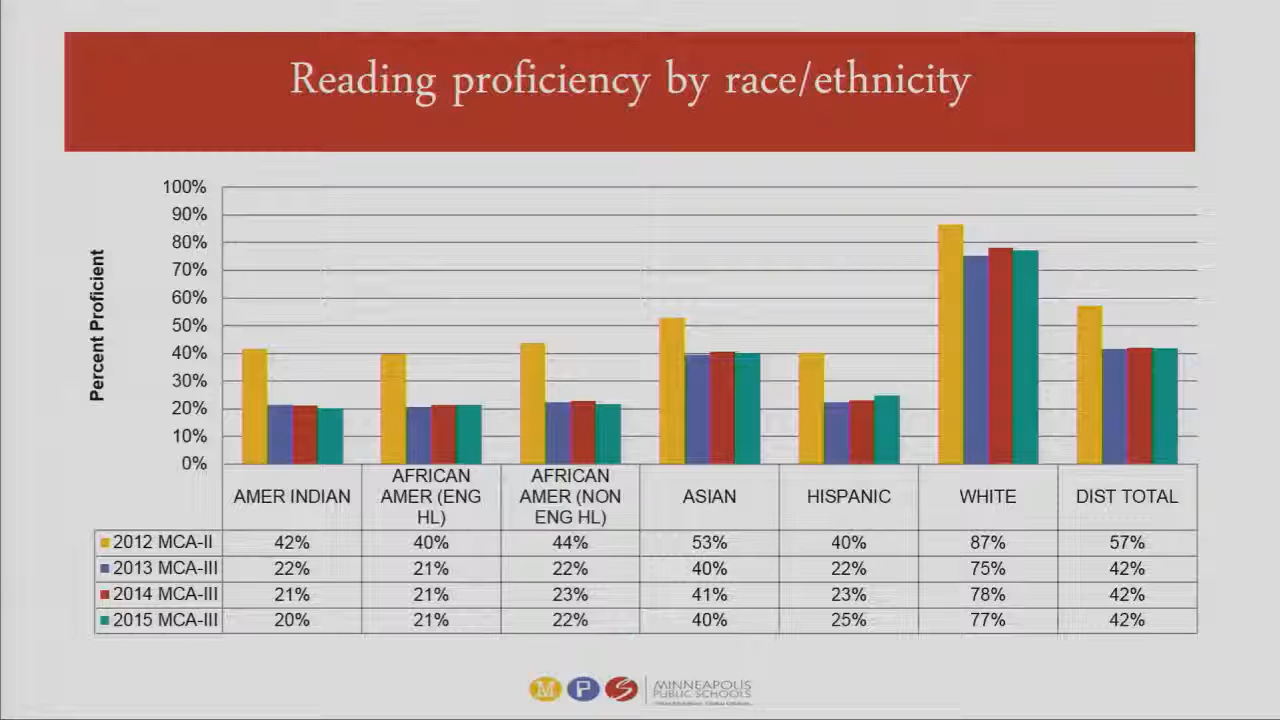 Reading proficiency by race/ethnicity
100%
90%
80%
70%
60%
50%
40%
30%
20%
10%
0%
Percent Proficient
AMER INDIAN
AFRICAN
AMER (ENG
HL)
AFRICAN
AMER (NON
ENG HL)
ASIAN
HISPANIC
WHITE
DIST TOTAL
2012 MCA-II 42% 40% 44% 53% 40% 87% 57%
2013 MCA-III 22% 21% 22% 40% 22% 75% 42%
2014 MCA-III 21% 21% 23% 41% 23% 78% 42%
2015 MCA-III 20% 21% 22% 40% 25% 77% 42%
M P S
MINNEAPOLIS
PUBLIC SCHOOLS